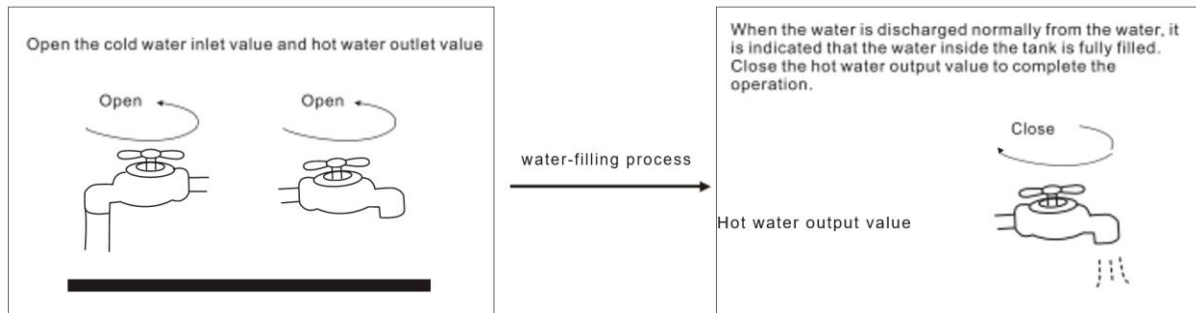 Open the cold water inlet value and hot water outlet value
Open
Open
water-filling process
When the water is discharged normally from the water, it
is indicated that the water inside the tank is fully filled.
Close the hot water output value to complete the
operation.
Close
Hot water output value